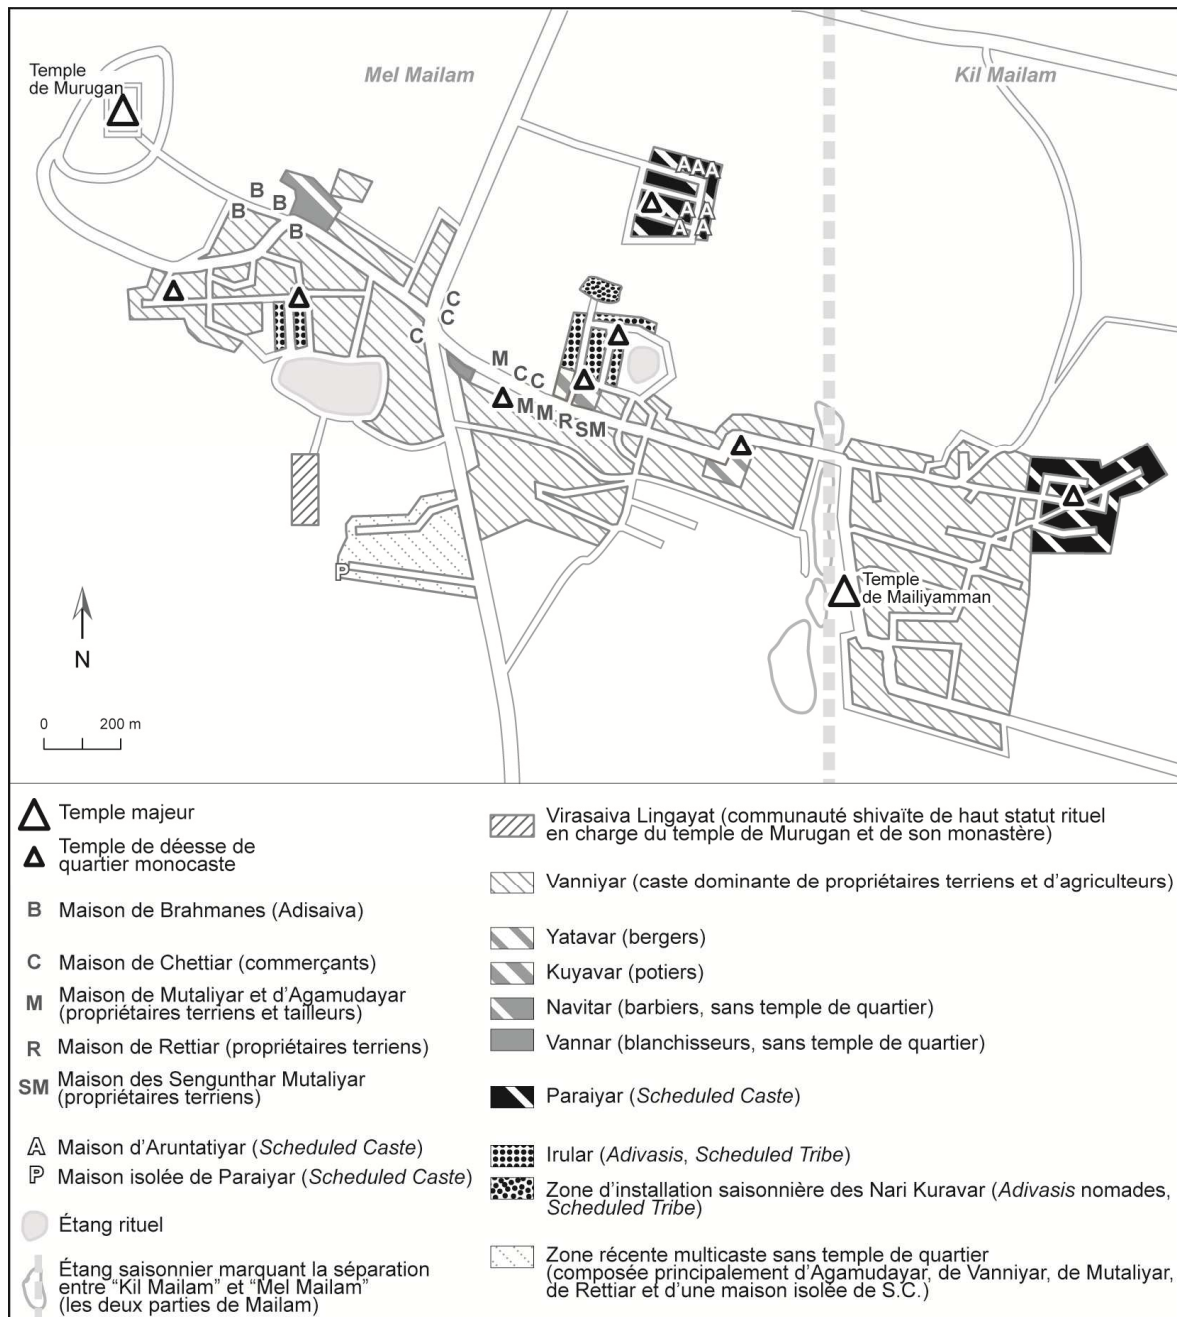 Temple
de Murugan
Mel Mailam
Kil Mailam
A A A
A A
A A
B
B
B
B
C
C
C
M
C C
M M R
SM
P
Temple
de Mailiyamman
N
0 200 m
Temple majeur
Temple de déesse de
quartier monocaste
B Maison de Brahmanes (Adisaiva)
C Maison de Chettiar (commerçants)
M Maison de Mutaliyar et d'Agamudayar
(propriétaires terriens et tailleurs)
R Maison de Rettiar (propriétaires terriens)
SM Maison des Sengunthar Mutaliyar
(propriétaires terriens)
A Maison d'Aruntatiyar (Scheduled Caste)
P Maison isolée de Paraiyar (Scheduled Caste)
Étang rituel
Étang saisonnier marquant la séparation
entre “Kil Mailam” et “Mel Mailam”
(les deux parties de Mailam)
Virasaiva Lingayat (communauté shivaïte de haut statut rituel
en charge du temple de Murugan et de son monastère)
Vanniyar (caste dominante de propriétaires terriens et d'agriculteurs)
Yatavar (bergers)
Kuyavar (potiers)
Navitar (barbiers, sans temple de quartier)
Vannar (blanchisseurs, sans temple de quartier)
Paraiyar (Scheduled Caste)
Irular (Adivasis, Scheduled Tribe)
Zone d'installation saisonnière des Nari Kuravar (Adivasis nomades,
Scheduled Tribe)
Zone récente multicaste sans temple de quartier
(composée principalement d'Agamudayar, de Vanniyar, de Mutaliyar,
de Rettiar et d'une maison isolée de S.C.)